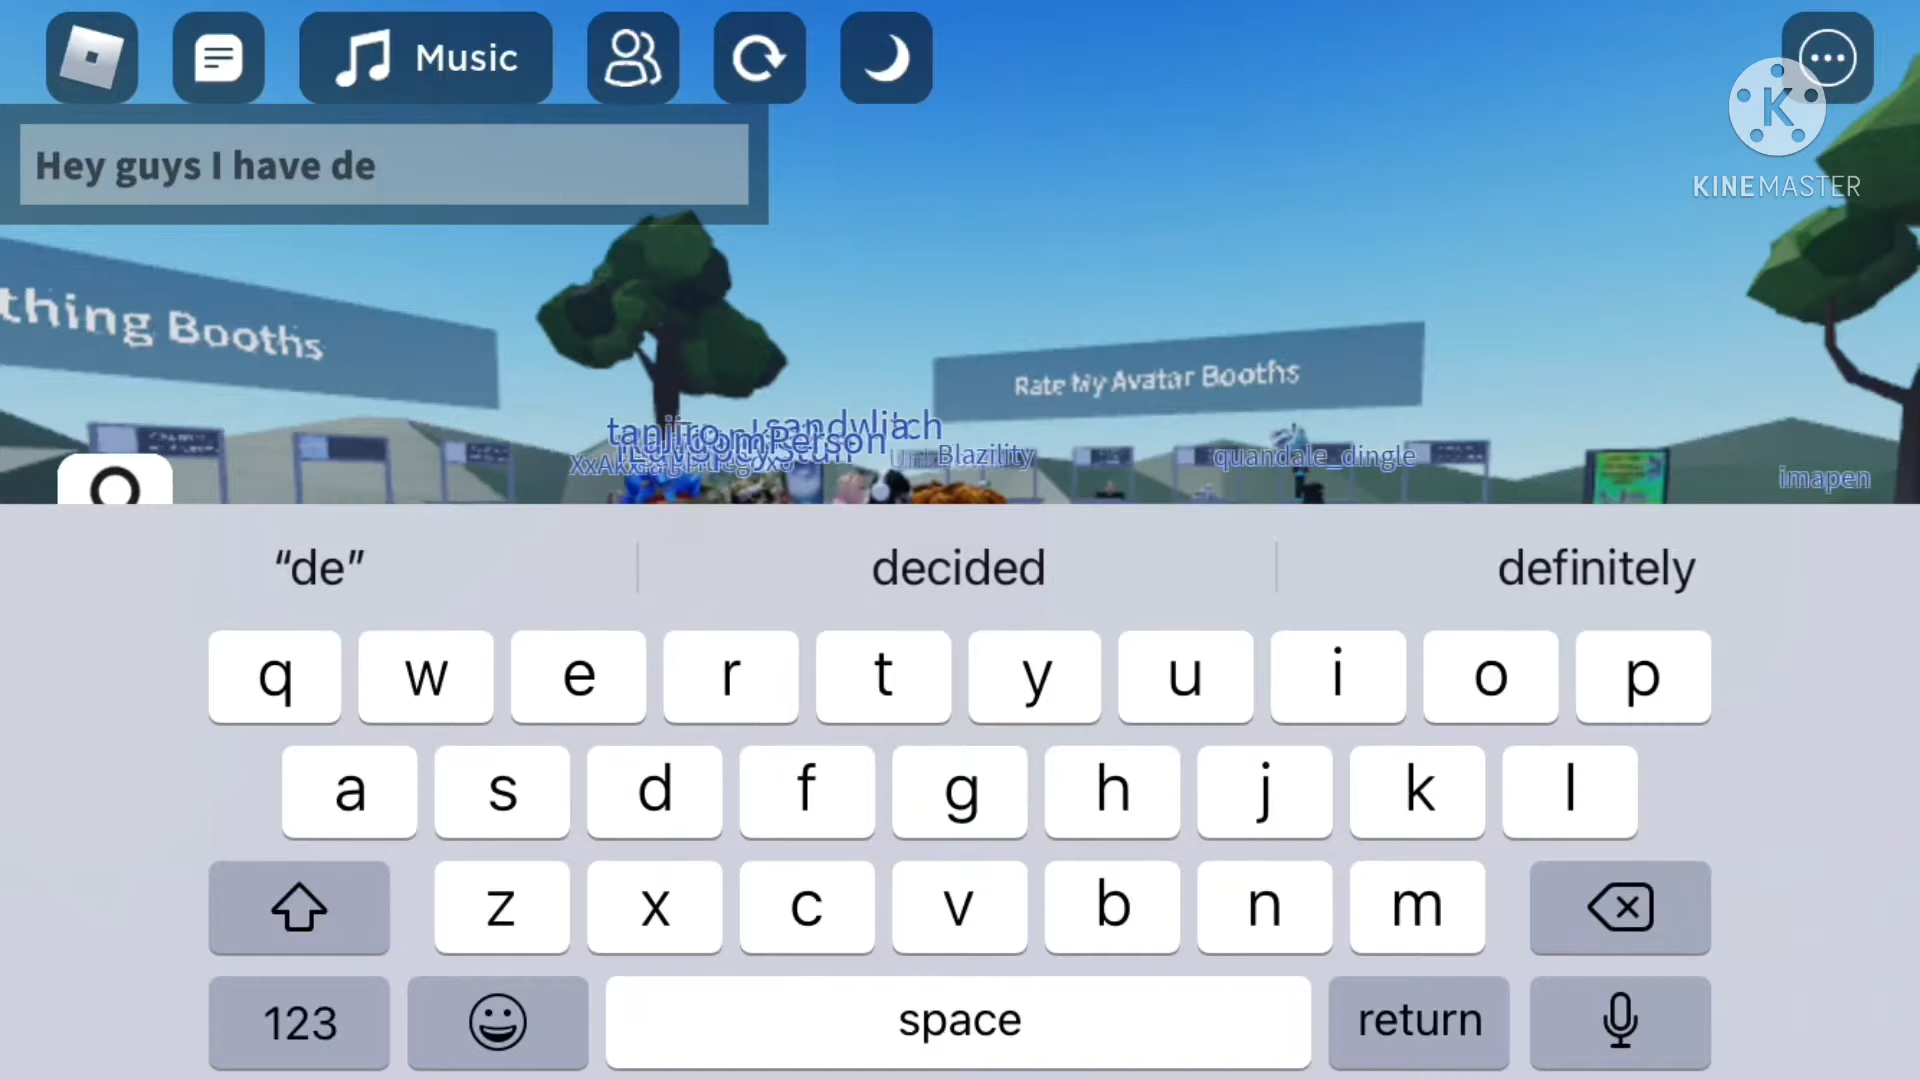 Music
K
KINEMASTER
Hey guys I have de
thing Booths
Rate My Avatar Booths
Blazility
quandale_dingle
imapen
“de”
decided
definitely
q w e r t y u i o p
a s d f g h j k l
z x c v b n m
123
space
return